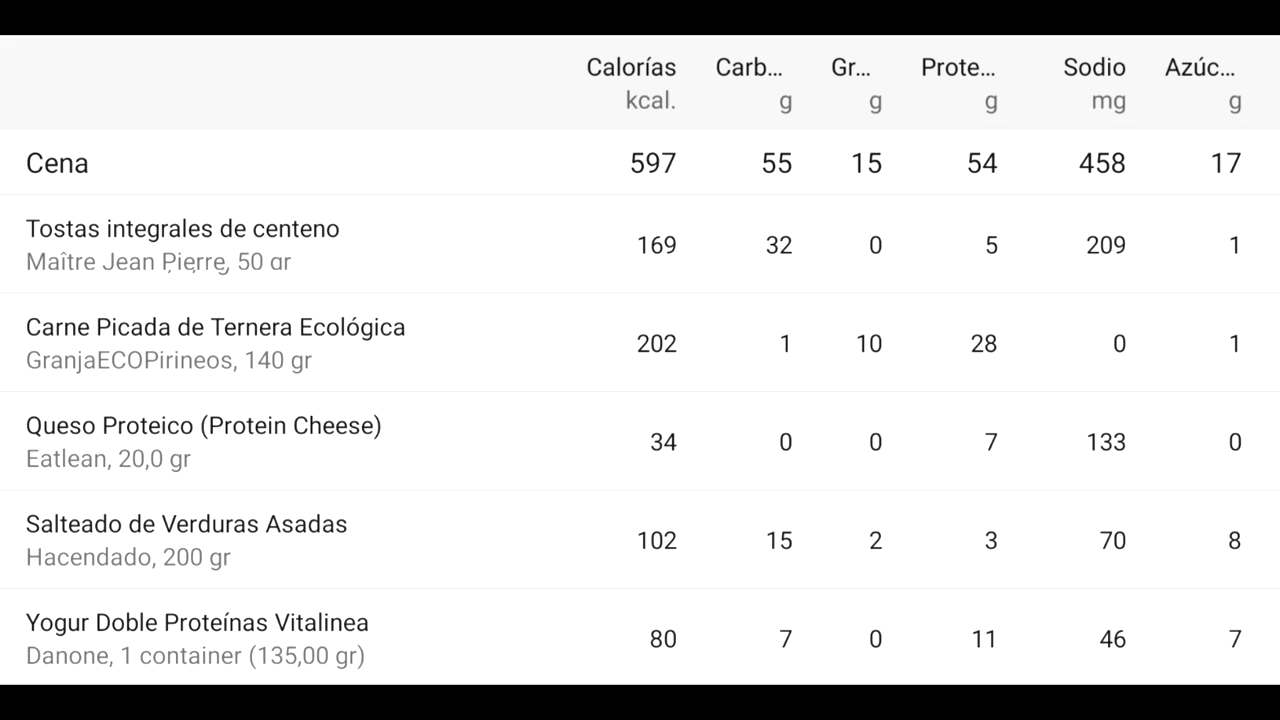 Calorías Carb... Gr... Prote... Sodio Azúc...
kcal. g g g mg g
Cena 597 55 15 54 458 17
Tostas integrales de centeno
169 32 0 5 209 1
Maître Jean Pierre, 50 gr
Carne Picada de Ternera Ecológica
202 1 10 28 0 1
GranjaECOPirineos, 140 gr
Queso Proteico (Protein Cheese)
34 0 0 7 133 0
Eatlean, 20,0 gr
Salteado de Verduras Asadas
102 15 2 3 70 8
Hacendado, 200 gr
Yogur Doble Proteínas Vitalinea
80 7 0 11 46 7
Danone, 1 container (135,00 gr)